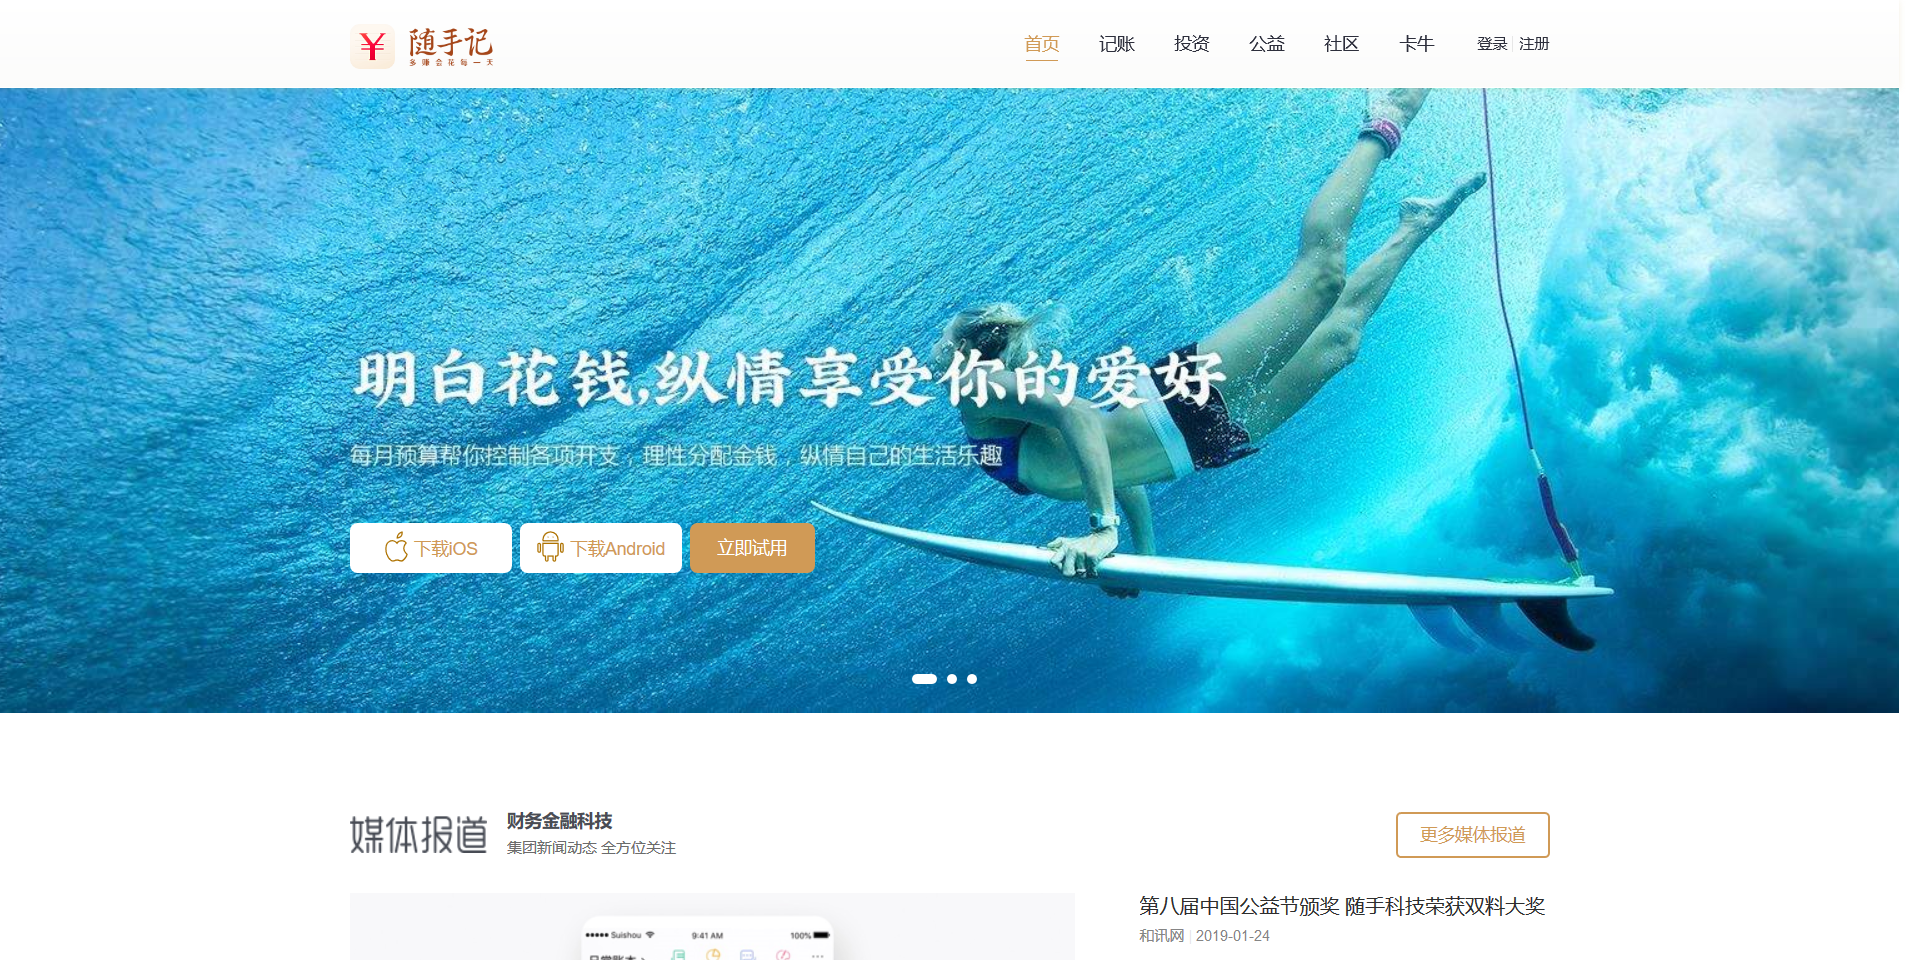 随手记
多赚会花每一天
首页 记账 投资 公益 社区 卡牛 登录 注册
明白花钱,纵情享受你的爱好
每月预算帮你控制各项开支，理性分配金钱，纵情自己的生活乐趣
下载iOS 下载Android 立即试用
媒体报道
财务金融科技
集团新闻动态 全方位关注
更多媒体报道
第八届中国公益节颁奖 随手科技荣获双料大奖
和讯网 2019-01-24
Suishou 9:41 AM 100%